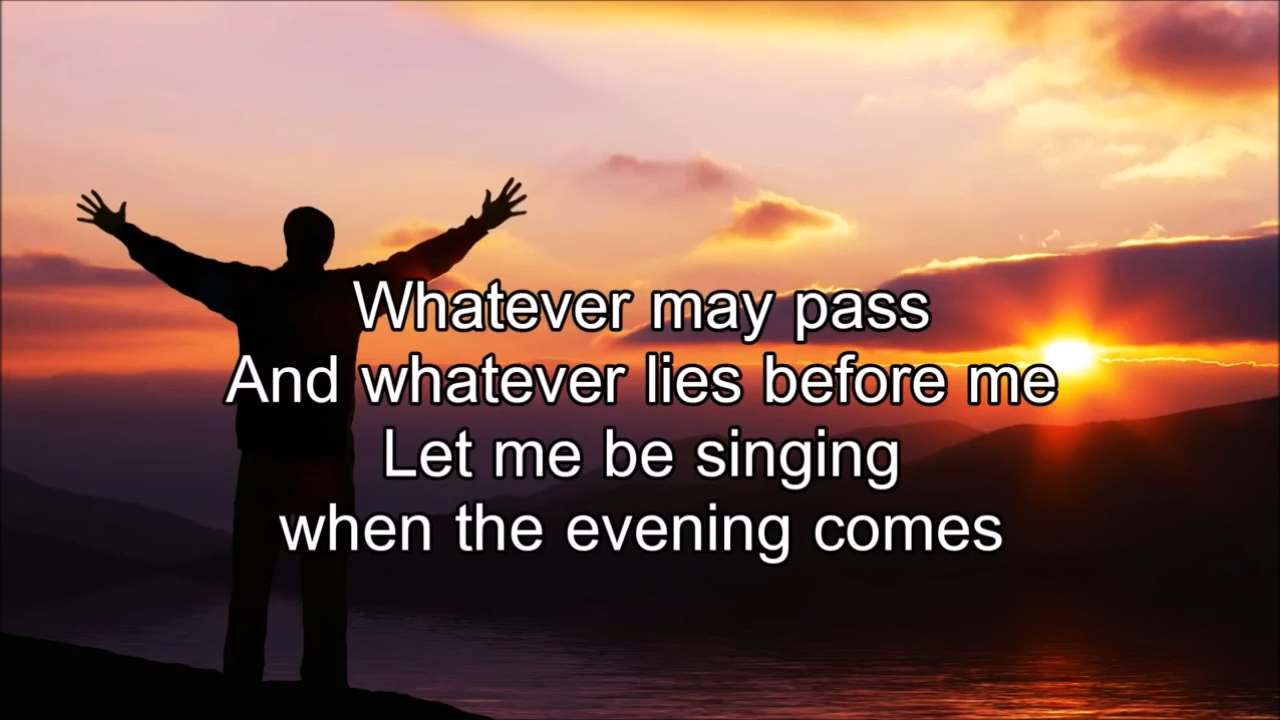 Whatever may pass
And whatever lies before me
Let me be singing
when the evening comes